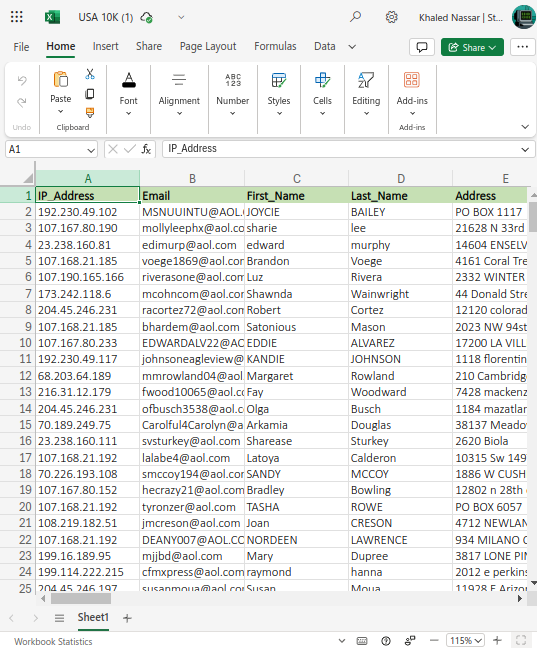 USA 10K (1)
Khaled Nassar | St...
File Home Insert Share Page Layout Formulas Data Share
Paste Font ABC 123 Alignment Number Styles Cells Editing Add-ins
Undo Clipboard Add-ins
A1 fx IP_Address
A B C D E
1 IP_Address Email First_Name Last_Name Address
2 192.230.49.102 MSNUUINTU@AOL. JOYCIE BAILEY PO BOX 1117
3 107.167.80.190 mollyleephx@aol.co sharie lee 21628 N 33rd
4 23.238.160.81 edimurp@aol.com edward murphy 14604 ENSELV
5 107.168.21.185 voege1869@aol.cor Brandon Voege 4161 Coral Tre
6 107.190.165.166 riverasone@aol.com Luz Rivera 2332 WINTER
7 173.242.118.6 mcohncom@aol.com Shawnda Wainwright 44 Donald Stre
8 204.45.246.231 racortez72@aol.com Robert Cortez 12120 colorad
9 107.168.21.185 bhardem@aol.com Satonious Mason 2023 NW 94st
10 107.167.80.233 EDWARDALV22@AC EDDIE ALVAREZ 17200 LA VILL
11 192.230.49.117 johnsoneagleview@ KANDIE JOHNSON 1118 florentin
12 68.203.64.189 mmrowland04@aol Margaret Rowland 210 Cambridg
13 216.31.12.179 fwood10065@aol.cc Fay Woodward 7428 mackenz
14 204.45.246.231 ofbusch3538@aol.c Olga Busch 1184 mazatlar
15 70.189.249.75 Carolful4Carolyn@a Arkamia Douglas 38137 Meado
16 23.238.160.111 svsturkey@aol.com Sharease Sturkey 2620 Biola
17 107.168.21.192 lalabe4@aol.com Latoya Calderon 10315 Sw 149
18 70.226.193.108 smccoy194@aol.cor SANDY MCCOY 1886 W CUSH
19 107.167.80.152 hecrazy21@aol.com Bradley Bowling 12802 n 28th
20 107.168.21.192 tyronzer@aol.com TASHA ROWE PO BOX 6057
21 108.219.182.51 jmcreson@aol.com Joan CRESON 4712 NEWLAN
22 107.168.21.192 DEANY007@AOL.CC NORDEEN LAWRENCE 934 MILANO C
23 199.16.189.95 mjjbd@aol.com Mary Dupree 3817 LONE PIN
24 199.114.222.215 cfmxpress@aol.com raymond hanna 2012 e perkins
25 204.45.246.197 susanmoua@aol.cor Susan Moua 11928 E Arizor
Sheet1
Workbook Statistics 115%